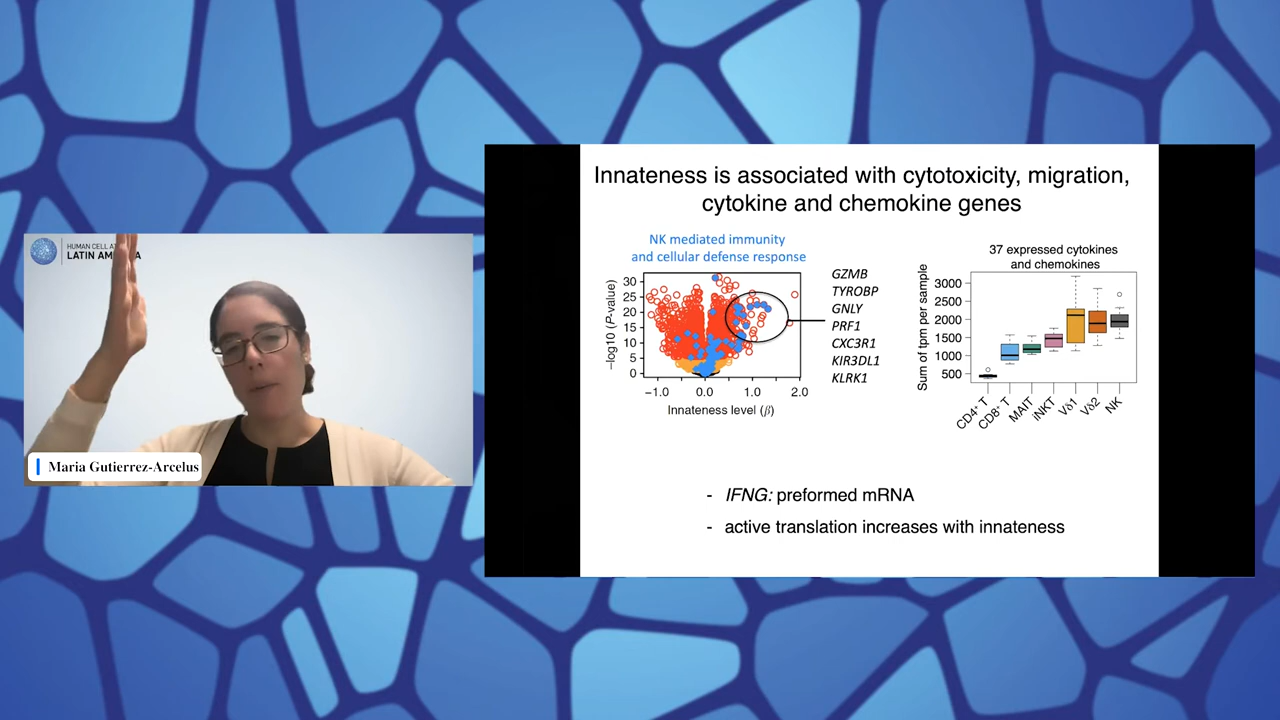 HUMAN CELL AT
LATIN AM A
Maria Gutierrez-Arcelus
Innateness is associated with cytotoxicity, migration,
cytokine and chemokine genes
NK mediated immunity
and cellular defense response
−log10 (P-value)
30
25
20
15
10
5
0
−1.0 0.0 1.0 2.0
Innateness level (β)
GZMB
TYROBP
GNLY
PRF1
CXC3R1
KIR3DL1
KLRK1
37 expressed cytokines
and chemokines
Sum of tpm per sample
3000
2500
2000
1500
1000
500
CD4⁺ T
CD8⁺ T
MAIT
iNKT
Vδ1
Vδ2
NK
- IFNG: preformed mRNA
- active translation increases with innateness